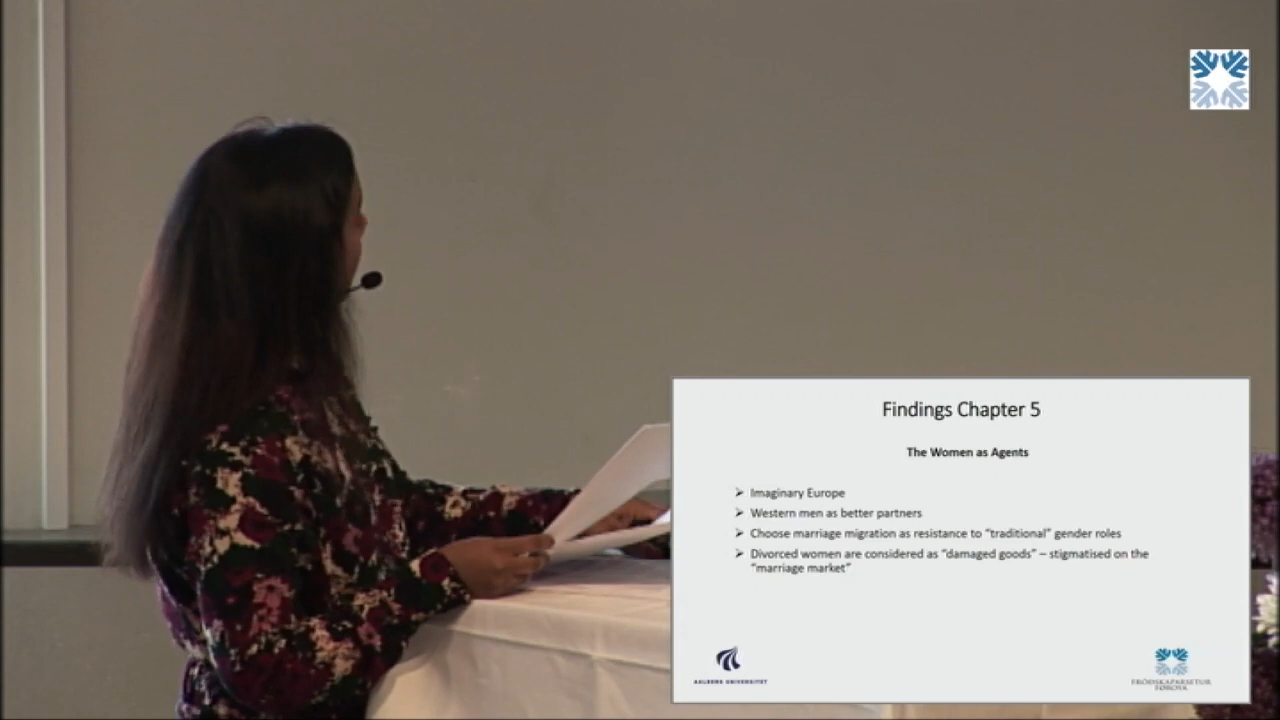 Findings Chapter 5
The Women as Agents
➤ Imaginary Europe
➤ Western men as better partners
➤ Choose marriage migration as resistance to “traditional” gender roles
➤ Divorced women are considered as “damaged goods” – stigmatised on the
“marriage market”
AALBORG UNIVERSITET
FRÓÐSKAPARSETUR
FØROYA